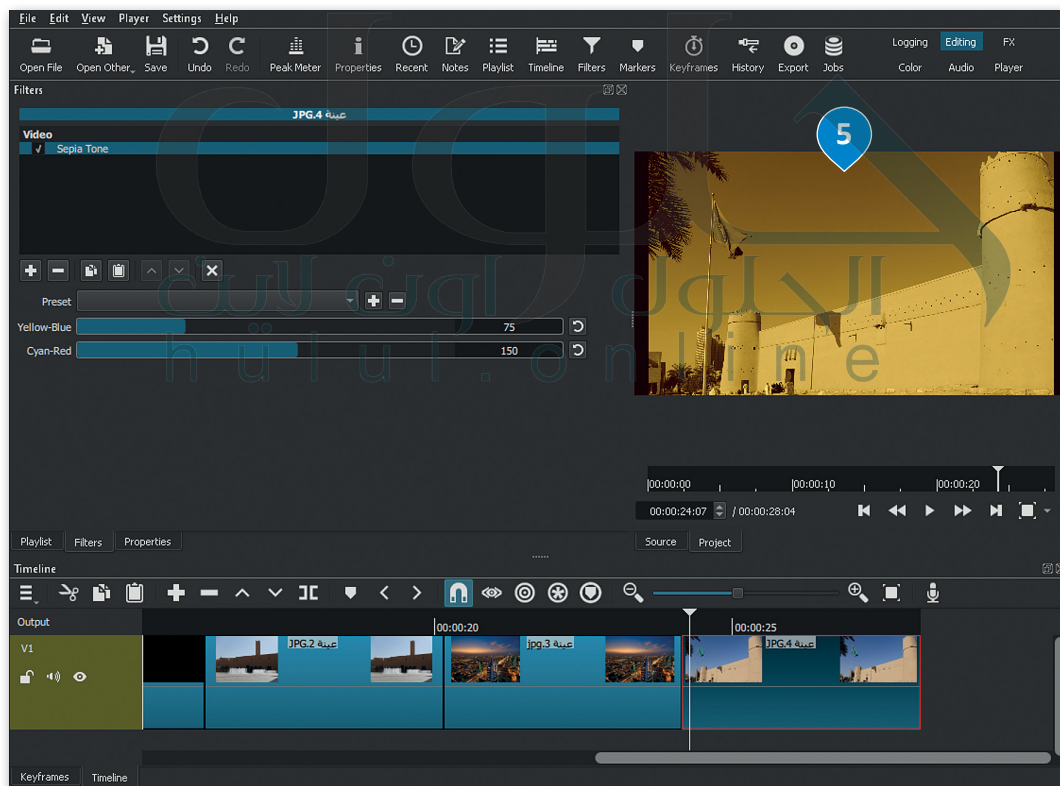 File Edit View Player Settings Help
Open File Open Other Save Undo Redo Peak Meter Properties Recent Notes Playlist Timeline Filters Markers Keyframes History Export Jobs
Logging Editing FX
Color Audio Player
Filters
عينة JPG.4
5
Video
Sepia Tone
الحلول اون لاين
hulul.online
Preset
Yellow-Blue 75
Cyan-Red 150
00:00:00 00:00:10 00:00:20
00:00:24:07 / 00:00:28:04
Playlist Filters Properties
Source Project
Timeline
Output
00:00:20 00:00:25
V1
عينة JPG.2 عينة jpg.3 عينة JPG.4
Keyframes Timeline